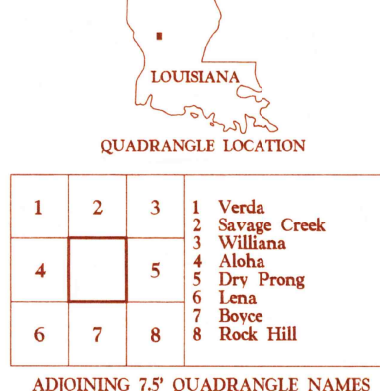 LOUISIANA
QUADRANGLE LOCATION
1 2 3
4 5
6 7 8
1 Verda
2 Savage Creek
3 Williana
4 Aloha
5 Dry Prong
6 Lena
7 Boyce
8 Rock Hill
ADJOINING 7.5' QUADRANGLE NAMES